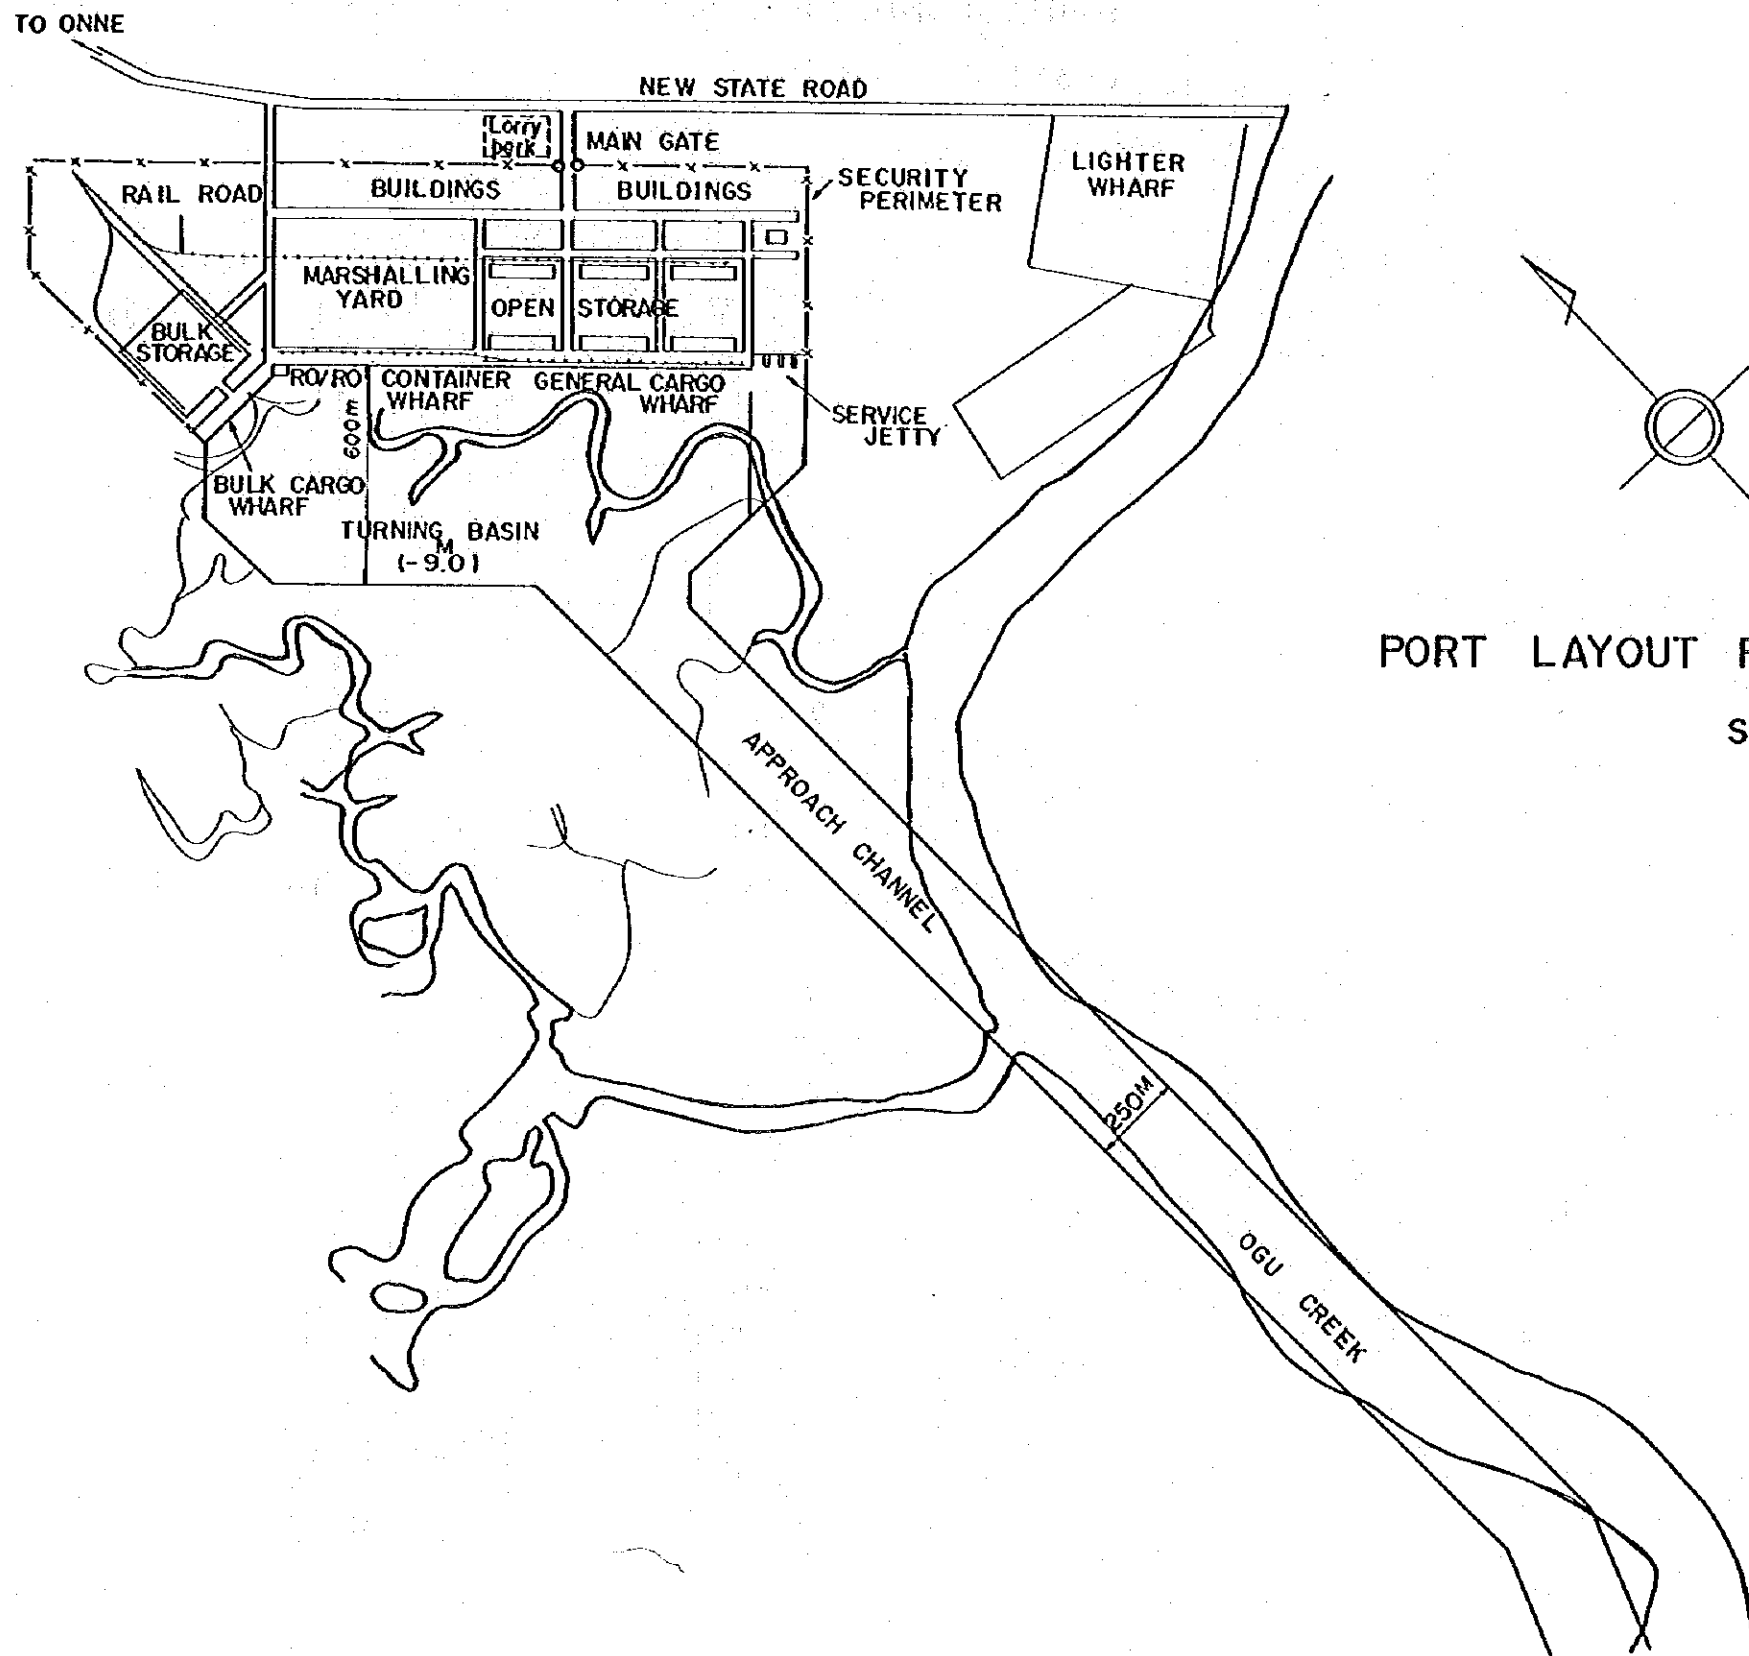 TO ONNE
NEW STATE ROAD
Lorry
park
MAIN GATE
LIGHTER
WHARF
RAIL ROAD
BUILDINGS
BUILDINGS
SECURITY
PERIMETER
MARSHALLING
YARD
OPEN STORAGE
BULK
STORAGE
RO/RO
CONTAINER
WHARF
GENERAL CARGO
WHARF
SERVICE
JETTY
600M
BULK CARGO
WHARF
TURNING BASIN
M
(-9.0)
PORT LAYOUT
S
APPROACH CHANNEL
250M
OGU CREEK